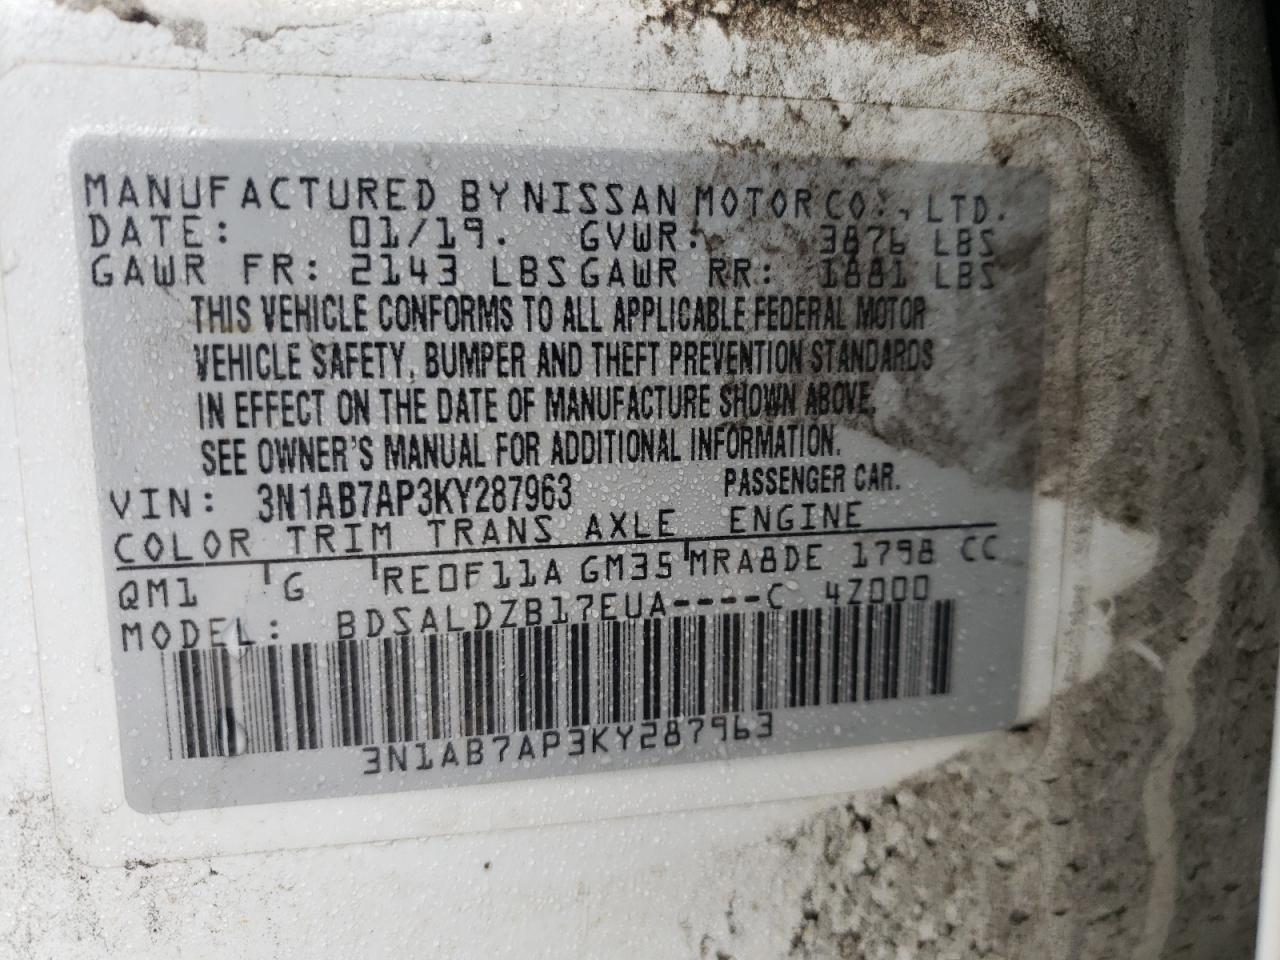 MANUFACTURED BY NISSAN MOTOR CO., LTD.
DATE: 01/19. GVWR: 3876 LBS
GAWR FR: 2143 LBS GAWR RR: 1881 LBS
THIS VEHICLE CONFORMS TO ALL APPLICABLE FEDERAL MOTOR
VEHICLE SAFETY, BUMPER AND THEFT PREVENTION STANDARDS
IN EFFECT ON THE DATE OF MANUFACTURE SHOWN ABOVE.
SEE OWNER'S MANUAL FOR ADDITIONAL INFORMATION.
VIN: 3N1AB7AP3KY287963 PASSENGER CAR.
COLOR TRIM TRANS AXLE ENGINE
QM1 G RE0F11A GM35 MRA8DE 1798 CC
MODEL: BDSALDZB17EUA----C 4Z000
3N1AB7AP3KY287963